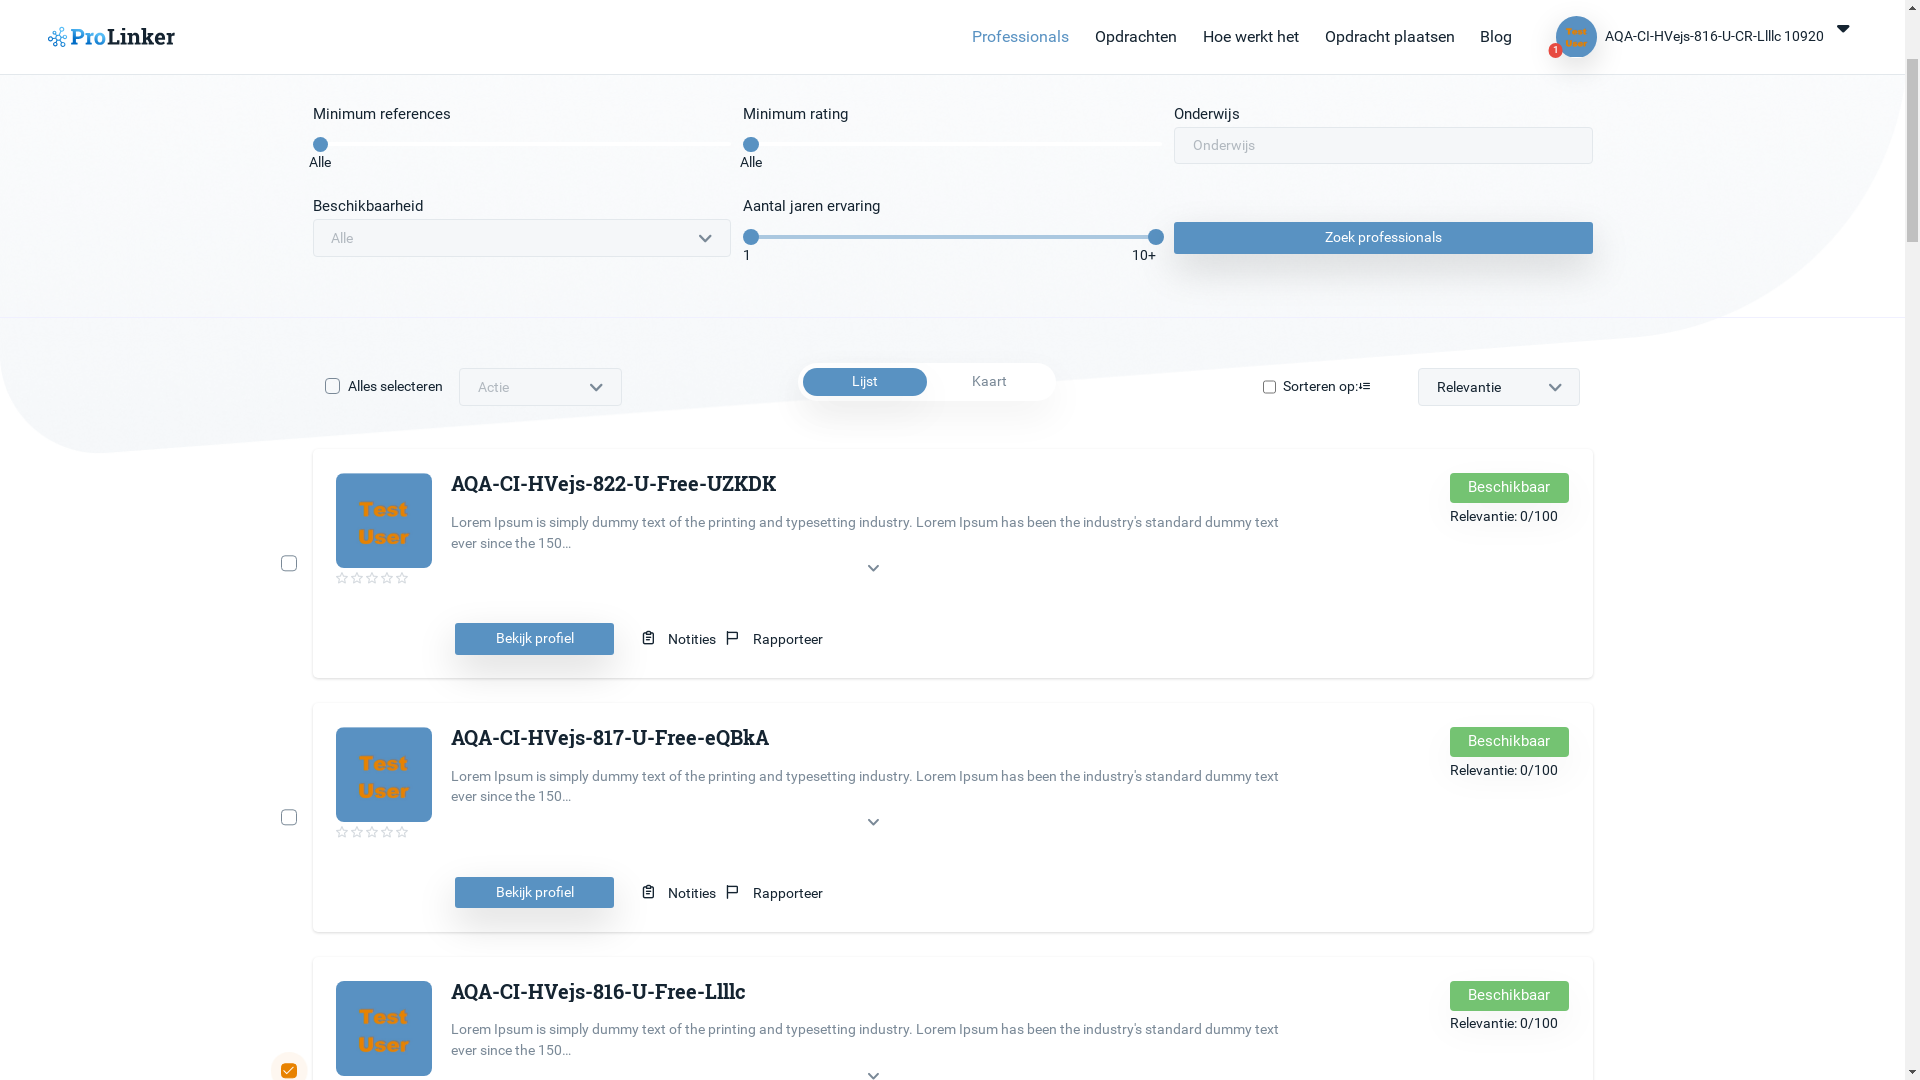 ProLinker
Professionals Opdrachten Hoe werkt het Opdracht plaatsen Blog
Test User
1
AQA-CI-HVejs-816-U-CR-Llllc 10920
Minimum references
Alle
Minimum rating
Alle
Onderwijs
Onderwijs
Beschikbaarheid
Alle
Aantal jaren ervaring
1 10+
Zoek professionals
Alles selecteren
Actie
Lijst Kaart
Sorteren op:
Relevantie
Test
User
AQA-CI-HVejs-822-U-Free-UZKDK
Lorem Ipsum is simply dummy text of the printing and typesetting industry. Lorem Ipsum has been the industry's standard dummy text
ever since the 150...
Beschikbaar
Relevantie: 0/100
Bekijk profiel Notities Rapporteer
Test
User
AQA-CI-HVejs-817-U-Free-eQBkA
Lorem Ipsum is simply dummy text of the printing and typesetting industry. Lorem Ipsum has been the industry's standard dummy text
ever since the 150...
Beschikbaar
Relevantie: 0/100
Bekijk profiel Notities Rapporteer
Test
User
AQA-CI-HVejs-816-U-Free-Llllc
Lorem Ipsum is simply dummy text of the printing and typesetting industry. Lorem Ipsum has been the industry's standard dummy text
ever since the 150...
Beschikbaar
Relevantie: 0/100